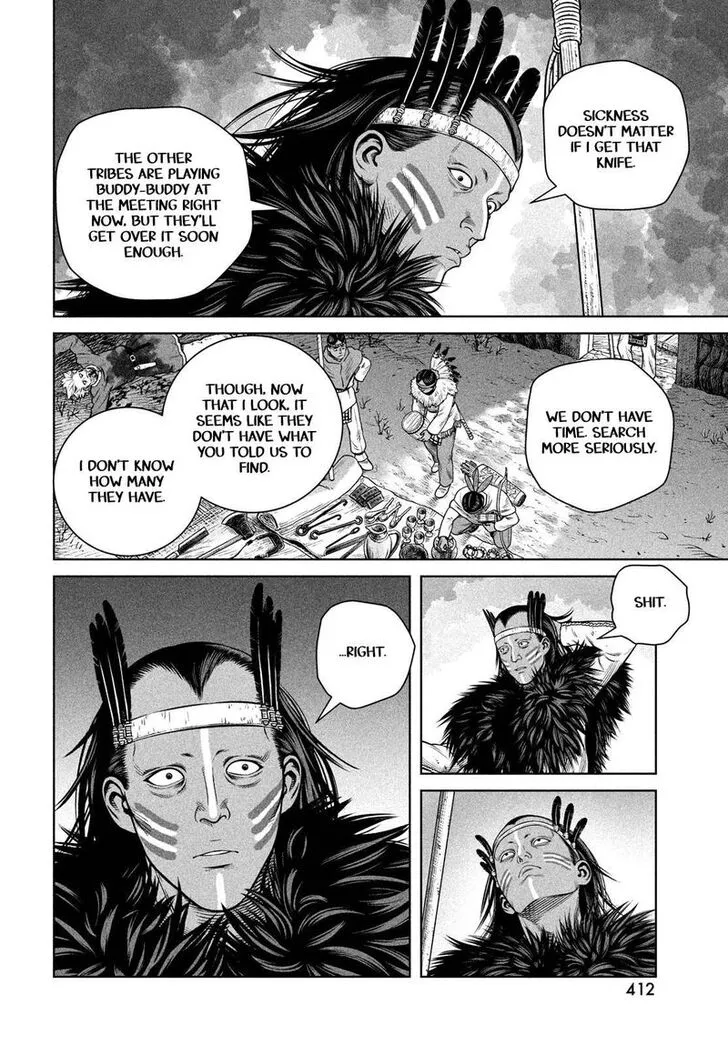 SICKNESS
DOESN'T MATTER
IF I GET THAT
KNIFE.
THE OTHER
TRIBES ARE PLAYING
BUDDY-BUDDY AT
THE MEETING RIGHT
NOW, BUT THEY'LL
GET OVER IT SOON
ENOUGH.
WE DON'T HAVE
TIME. SEARCH
MORE SERIOUSLY.
THOUGH, NOW
THAT I LOOK, IT
SEEMS LIKE THEY
DON'T HAVE WHAT
YOU TOLD US TO
FIND.
I DON'T KNOW
HOW MANY
THEY HAVE.
SHIT.
...RIGHT.
412